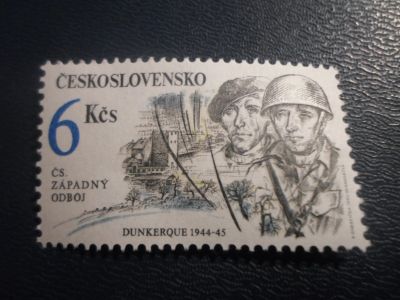 ČESKOSLOVENSKO
6 Kčs
ČS.
ZÁPADNÝ
ODBOJ
DUNKERQUE 1944-45